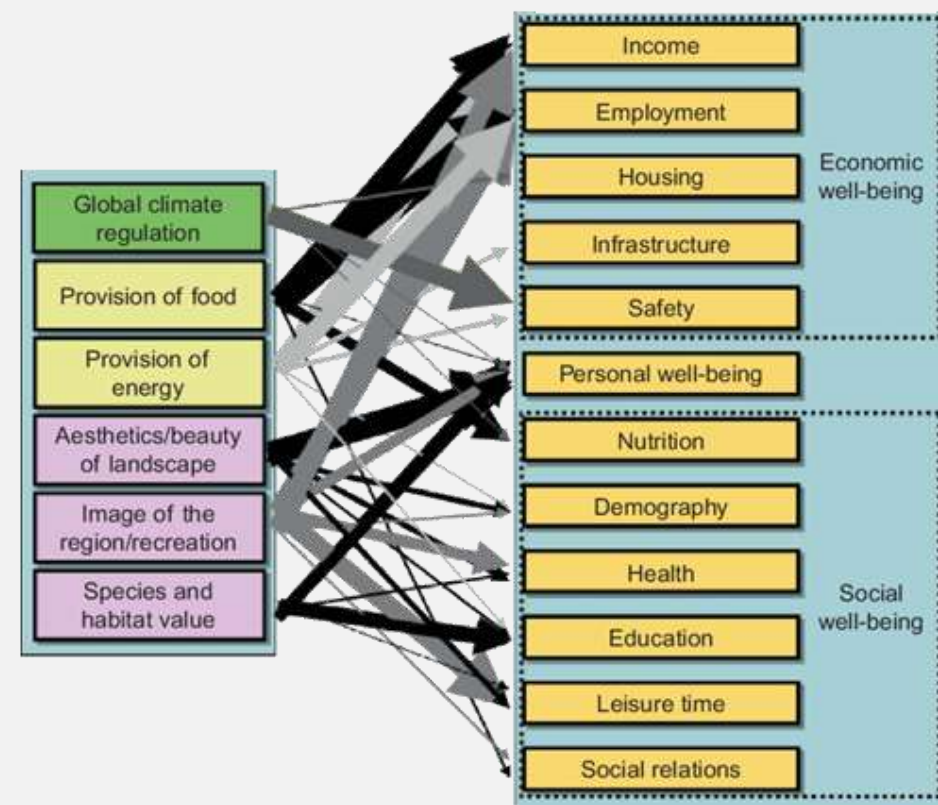 Global climate
regulation
Provision of food
Provision of
energy
Aesthetics/beauty
of landscape
Image of the
region/recreation
Species and
habitat value
Income
Employment
Housing
Infrastructure
Safety
Economic
well-being
Personal well-being
Nutrition
Demography
Health
Education
Leisure time
Social relations
Social
well-being